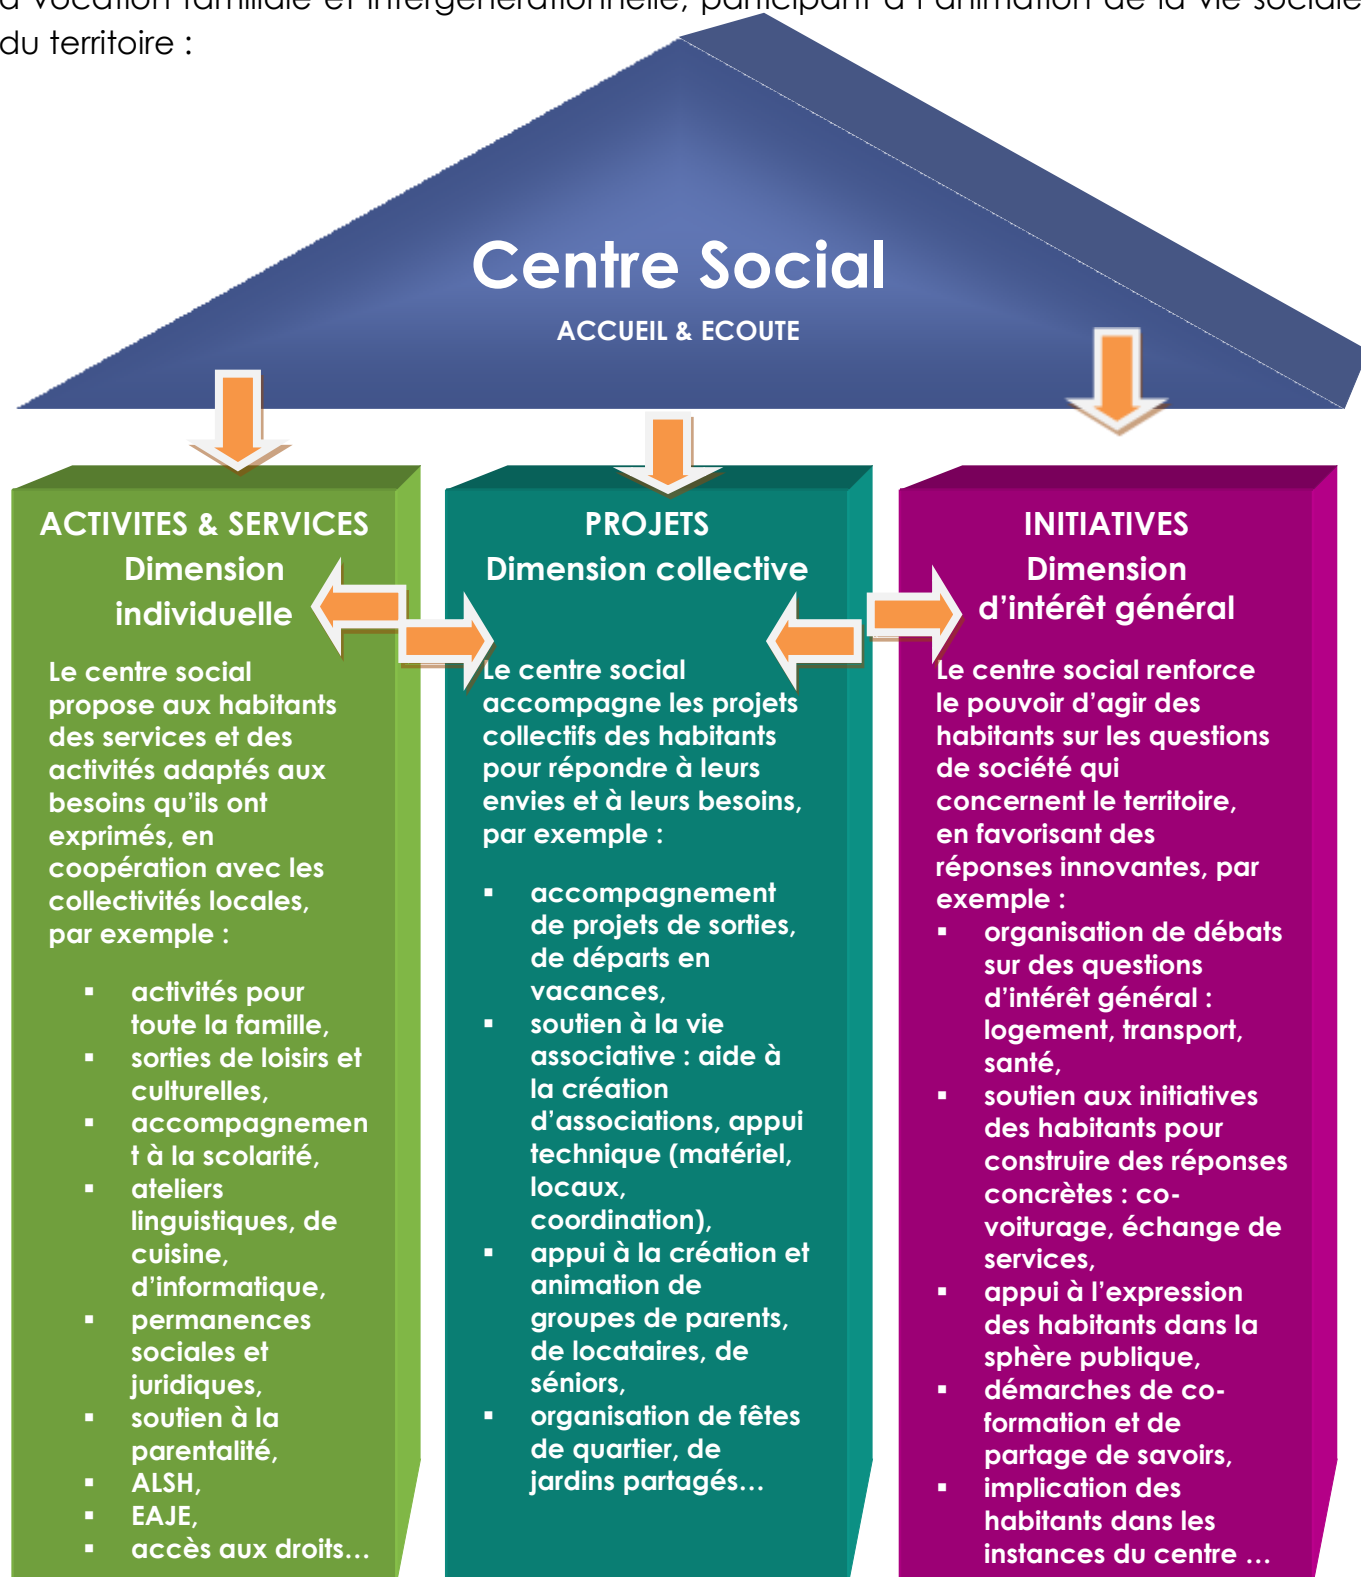 à vocation familiale et intergénérationnelle, participant à l'animation de la vie sociale
du territoire :
Centre Social
ACCUEIL & ECOUTE
ACTIVITES & SERVICES
Dimension
individuelle
Le centre social
propose aux habitants
des services et des
activités adaptés aux
besoins qu'ils ont
exprimés, en
coopération avec les
collectivités locales,
par exemple :
▪ activités pour
toute la famille,
▪ sorties de loisirs et
culturelles,
▪ accompagnemen
t à la scolarité,
▪ ateliers
linguistiques, de
cuisine,
d'informatique,
▪ permanences
sociales et
juridiques,
▪ soutien à la
parentalité,
▪ ALSH,
▪ EAJE,
▪ accès aux droits…
PROJETS
Dimension collective
Le centre social
accompagne les projets
collectifs des habitants
pour répondre à leurs
envies et à leurs besoins,
par exemple :
▪ accompagnement
de projets de sorties,
de départs en
vacances,
▪ soutien à la vie
associative : aide à
la création
d'associations, appui
technique (matériel,
locaux,
coordination),
▪ appui à la création et
animation de
groupes de parents,
de locataires, de
séniors,
▪ organisation de fêtes
de quartier, de
jardins partagés…
INITIATIVES
Dimension
d'intérêt général
Le centre social renforce
le pouvoir d'agir des
habitants sur les questions
de société qui
concernent le territoire,
en favorisant des
réponses innovantes, par
exemple :
▪ organisation de débats
sur des questions
d'intérêt général :
logement, transport,
santé,
▪ soutien aux initiatives
des habitants pour
construire des réponses
concrètes : co-
voiturage, échange de
services,
▪ appui à l'expression
des habitants dans la
sphère publique,
▪ démarches de co-
formation et de
partage de savoirs,
▪ implication des
habitants dans les
instances du centre …